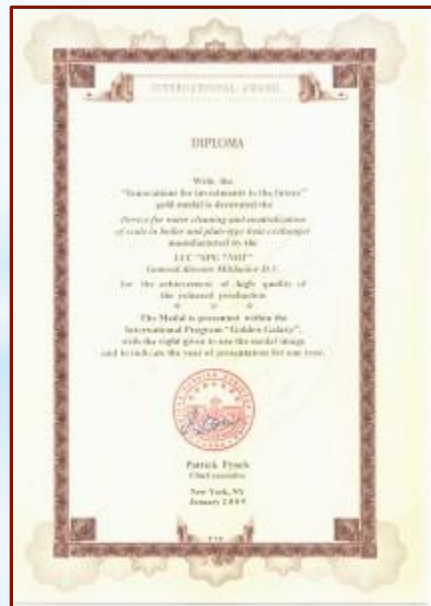 INTERNATIONAL AWARD
DIPLOMA
With the
"Innovations for investments to the future"
gold medal is decorated the
Device for water cleaning and neutralization
of scale in boiler and plate-type heat exchanger
manufactured by the
LLC
General director
for the achievement of high quality of
the released production
The Medal is presented within the
International Program "Golden Galaxy",
with the right given to use the medal image
and to indicate the year of presentation for one year.
Patrick
Chief executive
New York, NY
January